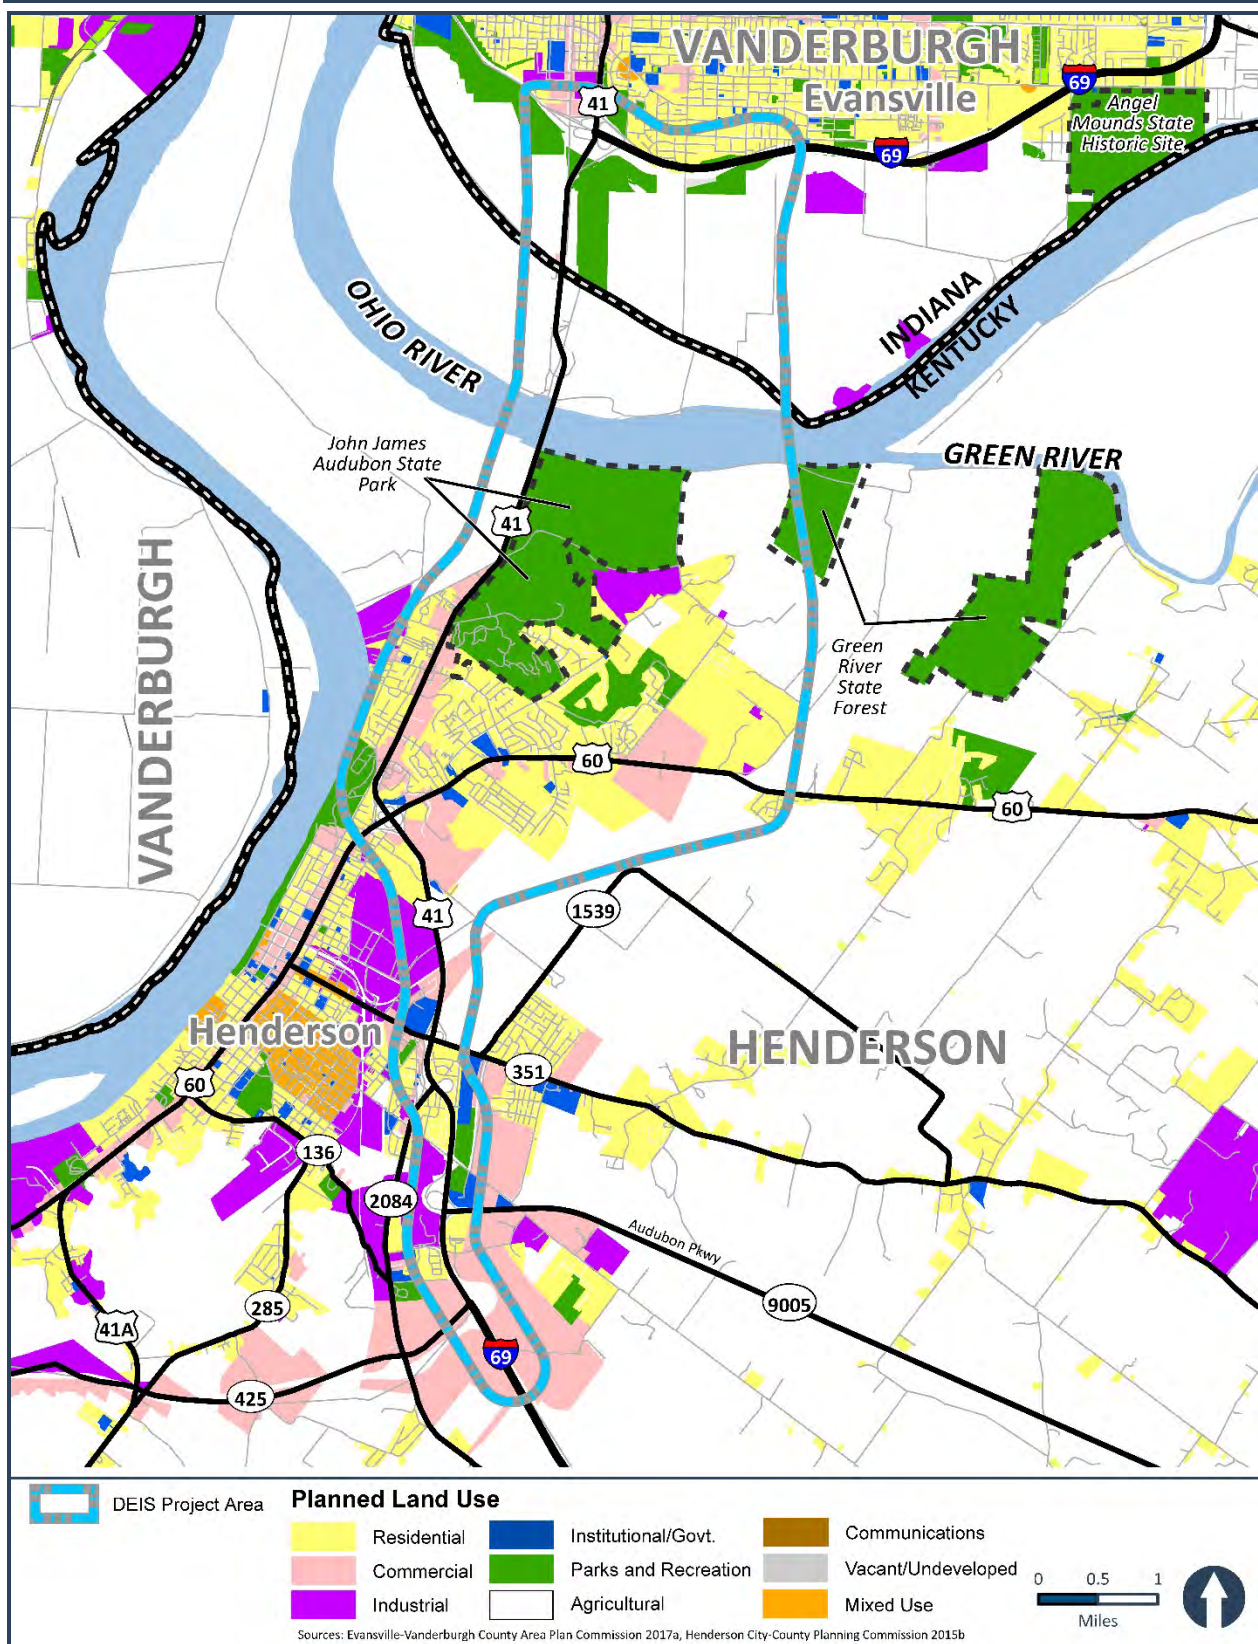 VANDERBURGH
Evansville
41
69
69
Angel
Mounds State
Historic Site
INDIANA
KENTUCKY
OHIO RIVER
John James
Audubon State
Park
GREEN RIVER
41
Green
River
State
Forest
VANDERBURGH
60
60
41
1539
Henderson
HENDERSON
351
60
136
2084
Audubon Pkwy
9005
285
41A
69
425
DEIS Project Area
Planned Land Use
Residential
Commercial
Industrial
Institutional/Govt.
Parks and Recreation
Agricultural
Communications
Vacant/Undeveloped
Mixed Use
0 0.5 1
Miles
Sources: Evansville-Vanderburgh County Area Plan Commission 2017a, Henderson City-County Planning Commission 2015b